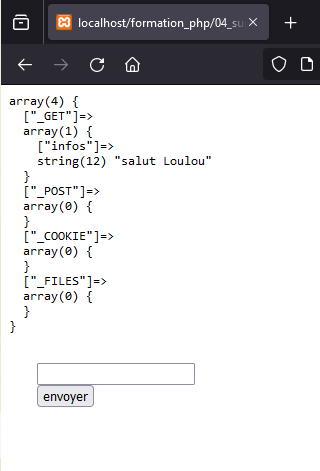 localhost/formation_php/04_su
array(4) {
["_GET"]=>
array(1) {
["infos"]=>
string(12) "salut Loulou"
}
["_POST"]=>
array(0) {
}
["_COOKIE"]=>
array(0) {
}
["_FILES"]=>
array(0) {
}
}
envoyer